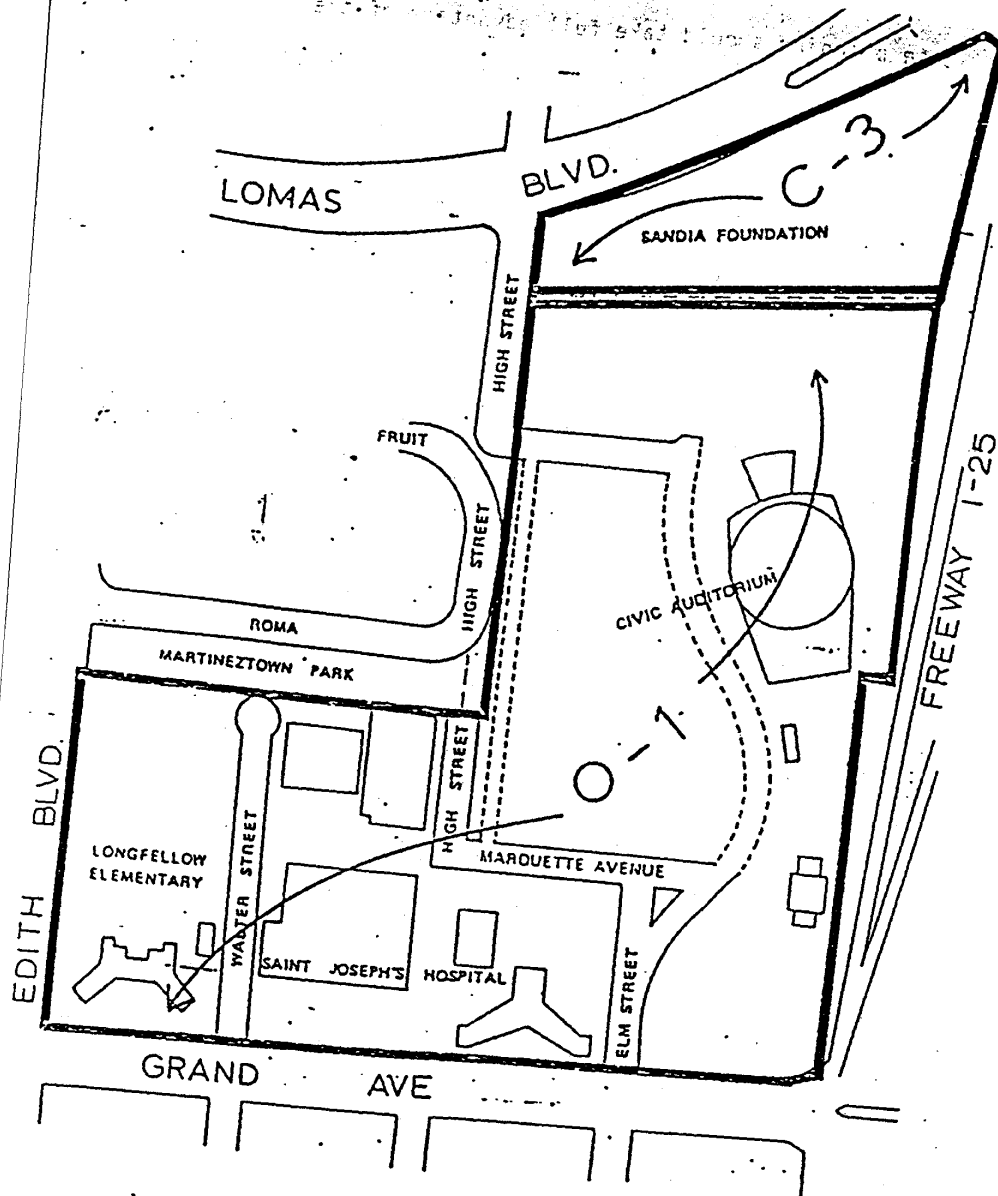 LOMAS BLVD.
C-3.
SANDIA FOUNDATION
HIGH STREET
FRUIT
HIGH STREET
FREEWAY I-25
CIVIC AUDITORIUM
ROMA
MARTINEZTOWN PARK
O-1
HIGH STREET
EDITH BLVD.
LONGFELLOW
ELEMENTARY
WALTER STREET
MARQUETTE AVENUE
SAINT JOSEPH'S HOSPITAL
ELM STREET
GRAND AVE